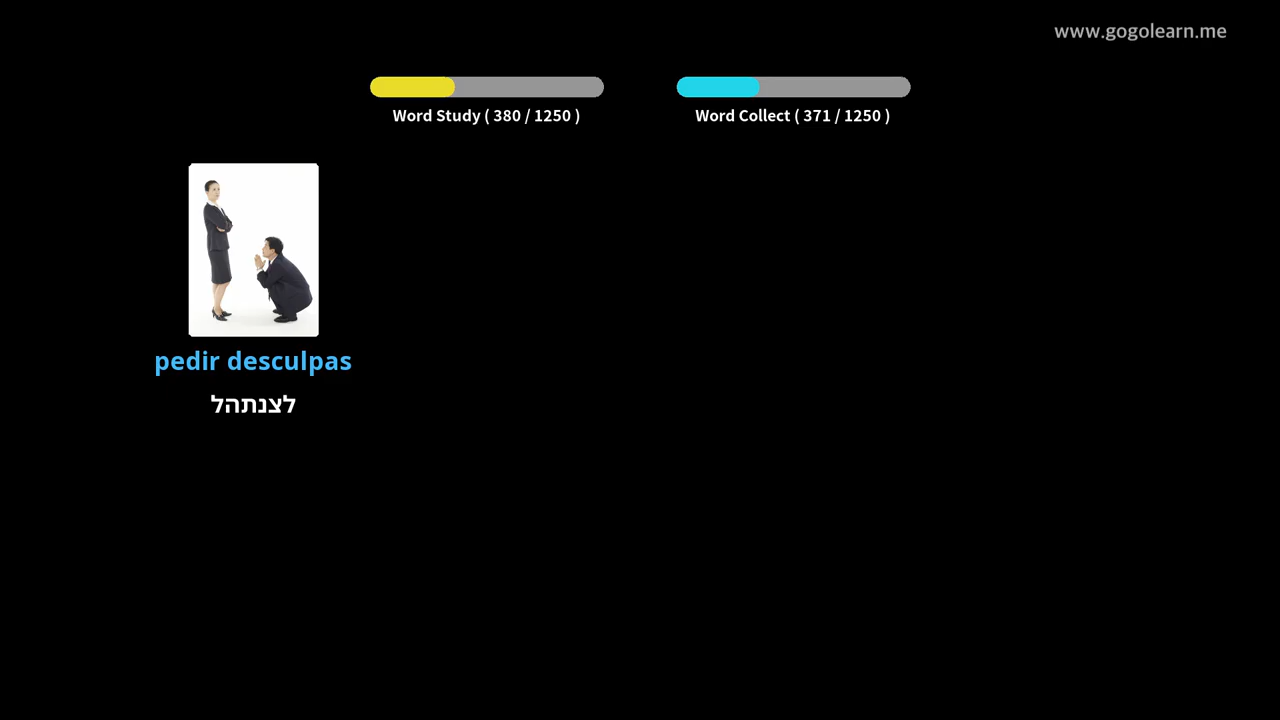 www.gogolearn.me
Word Study ( 380 / 1250 )
Word Collect ( 371 / 1250 )
pedir desculpas
לצנתהל